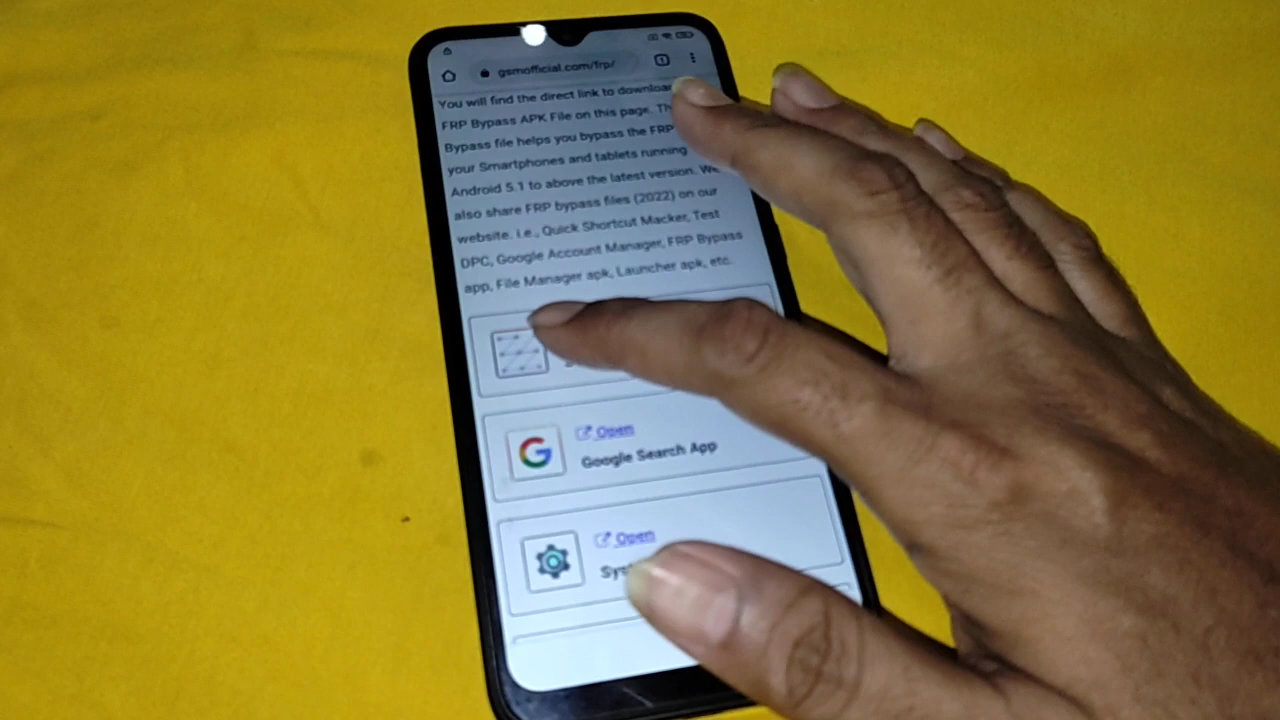 gsmofficial.com/frp/
1
You will find the direct link to download
FRP Bypass APK File on this page.
Bypass file helps you bypass the FRP
your Smartphones and tablets running
Android 5.1 to above the latest version. We
also share FRP bypass files (2022) on our
website. i.e., Quick Shortcut Macker, Test
DPC, Google Account Manager, FRP Bypass
app, File Manager apk, Launcher apk, etc.
Open
Google Search App
Open